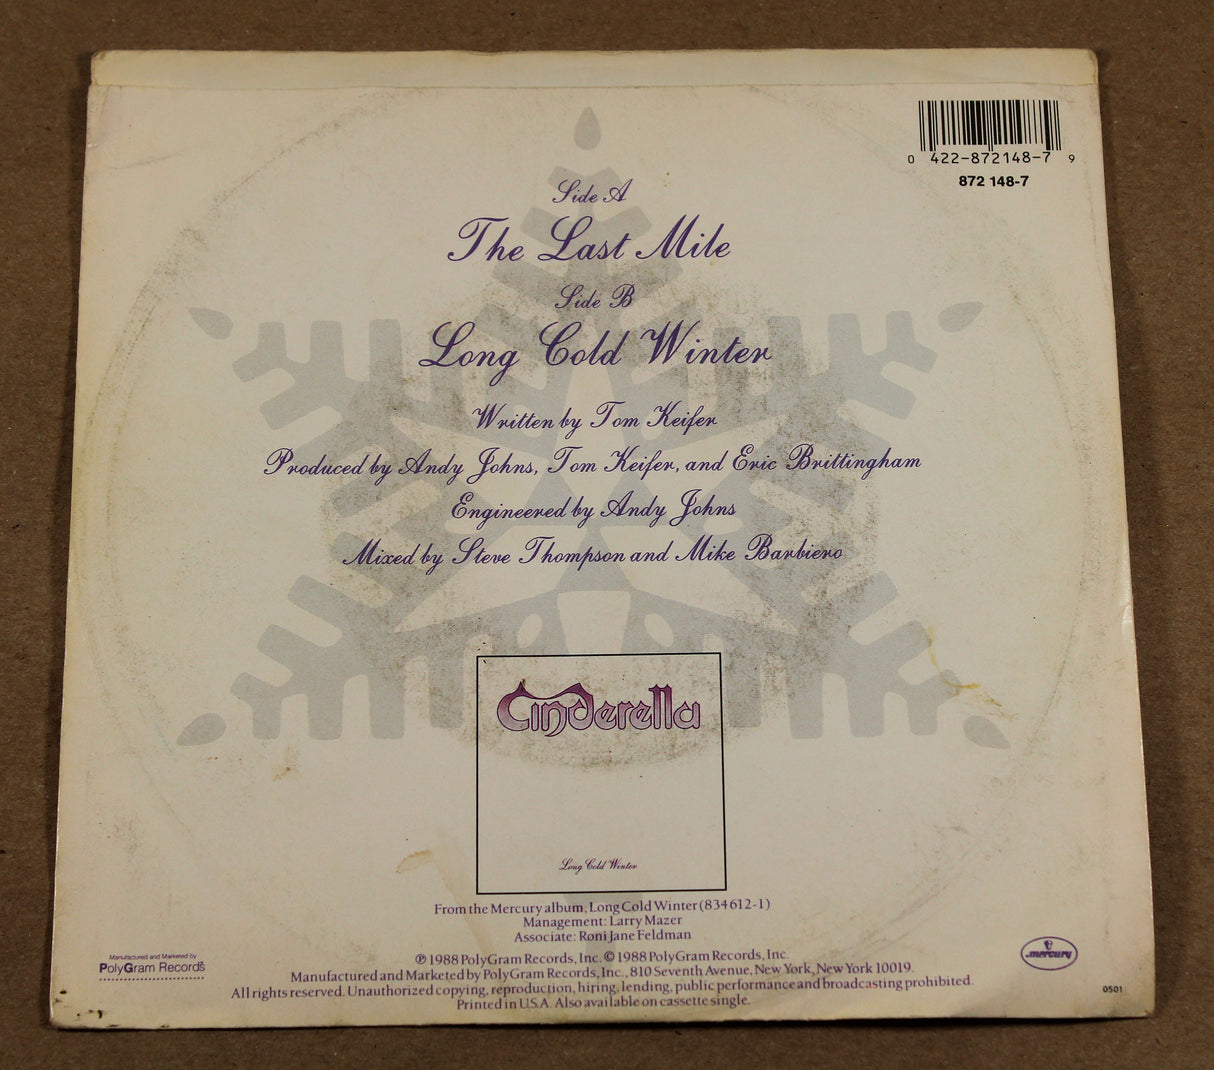 0 422-872148-7 9
872 148-7
Side A
The Last Mile
Side B
Long Cold Winter
Written by Tom Keifer
Produced by Andy Johns, Tom Keifer, and Eric Brittingham
Engineered by Andy Johns
Mixed by Steve Thompson and Mike Barbiero
Cinderella
Long Cold Winter
From the Mercury album, Long Cold Winter (834 612-1)
Management: Larry Mazer
Associate: Roni Jane Feldman
Manufactured and Marketed by
PolyGram Records
℗ 1988 PolyGram Records, Inc. © 1988 PolyGram Records, Inc.
Manufactured and Marketed by PolyGram Records, Inc., 810 Seventh Avenue, New York, New York 10019.
All rights reserved. Unauthorized copying, reproduction, hiring, lending, public performance and broadcasting prohibited.
Printed in U.S.A. Also available on cassette single.
mercury
0501